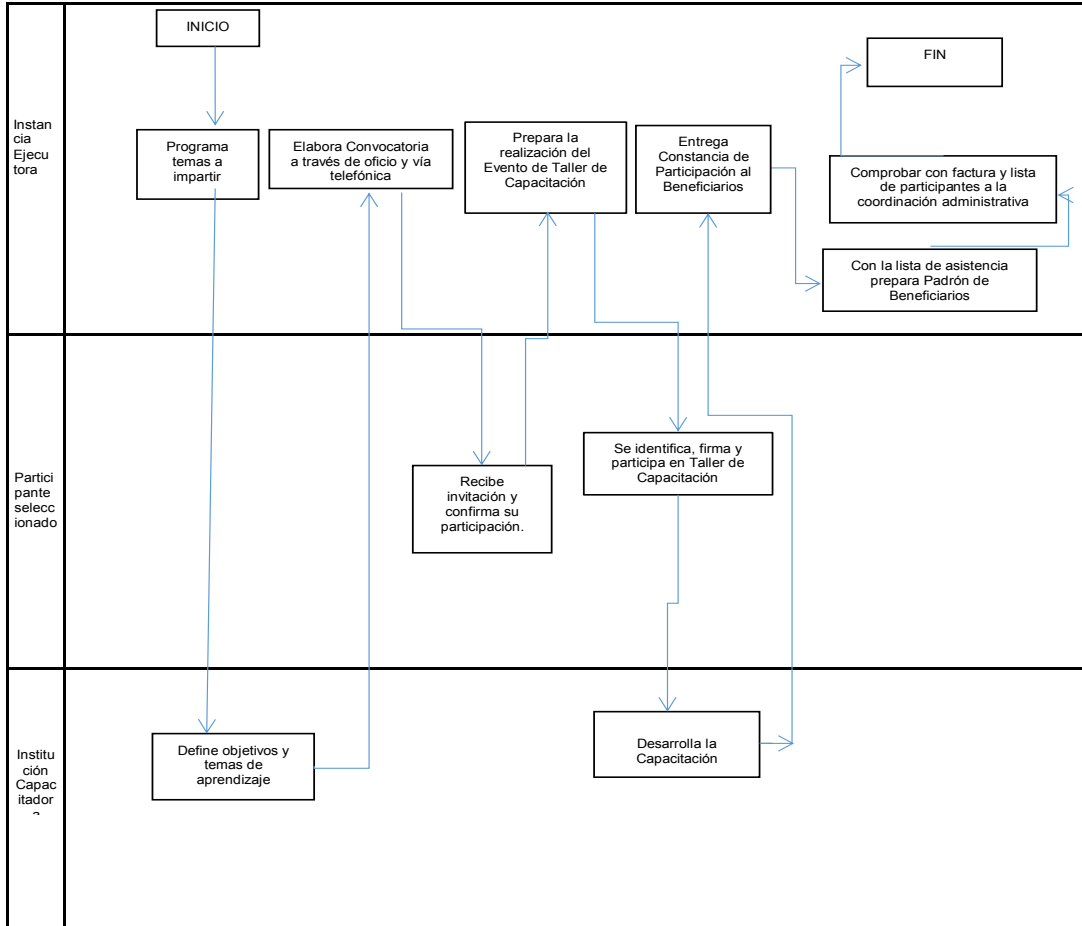 INICIO
FIN
Instan
cia
Ejecu
tora
Programa
temas a
impartir
Elabora Convocatoria
a través de oficio y vía
telefónica
Prepara la
realización del
Evento de Taller de
Capacitación
Entrega
Constancia de
Participación al
Beneficiarios
Comprobar con factura y lista
de participantes a la
coordinación administrativa
Con la lista de asistencia
prepara Padrón de
Beneficiarios
Partici
pante
selecc
ionado
Recibe
invitación y
confirma su
participación.
Se identifica, firma y
participa en Taller de
Capacitación
Institu
ción
Capac
itador
Define objetivos y
temas de
aprendizaje
Desarrolla la
Capacitación